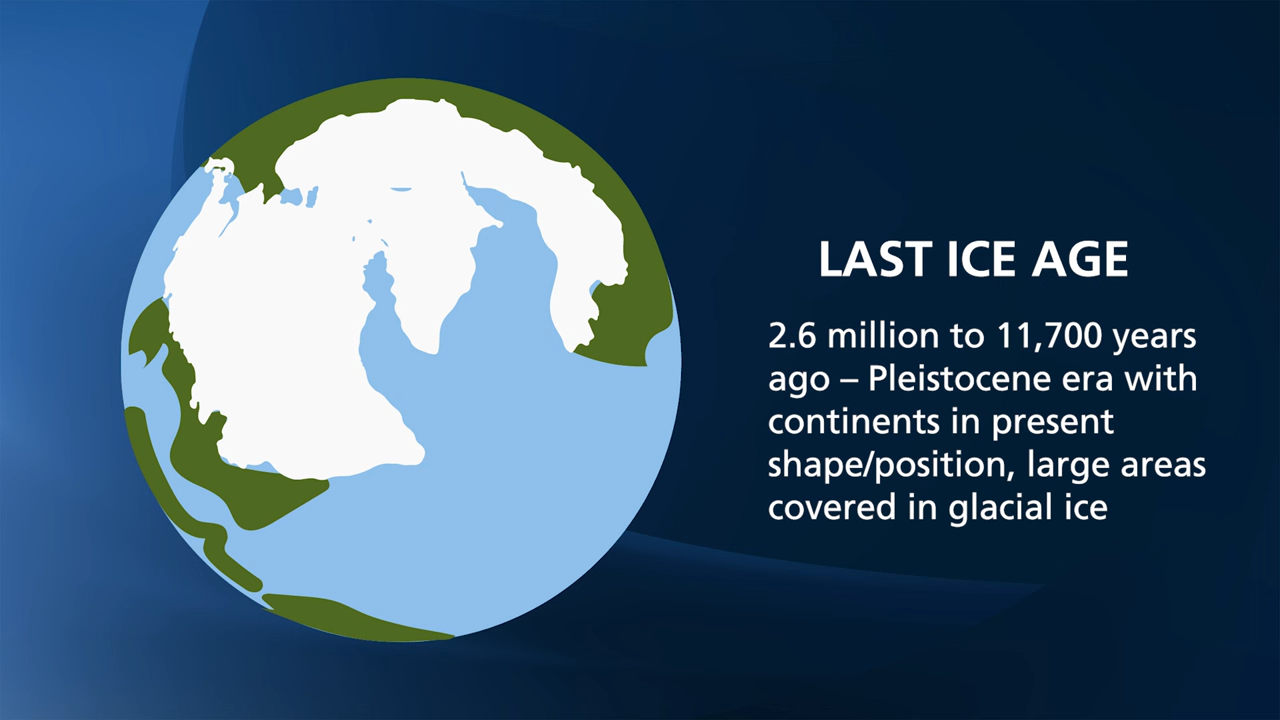 LAST ICE AGE
2.6 million to 11,700 years
ago – Pleistocene era with
continents in present
shape/position, large areas
covered in glacial ice